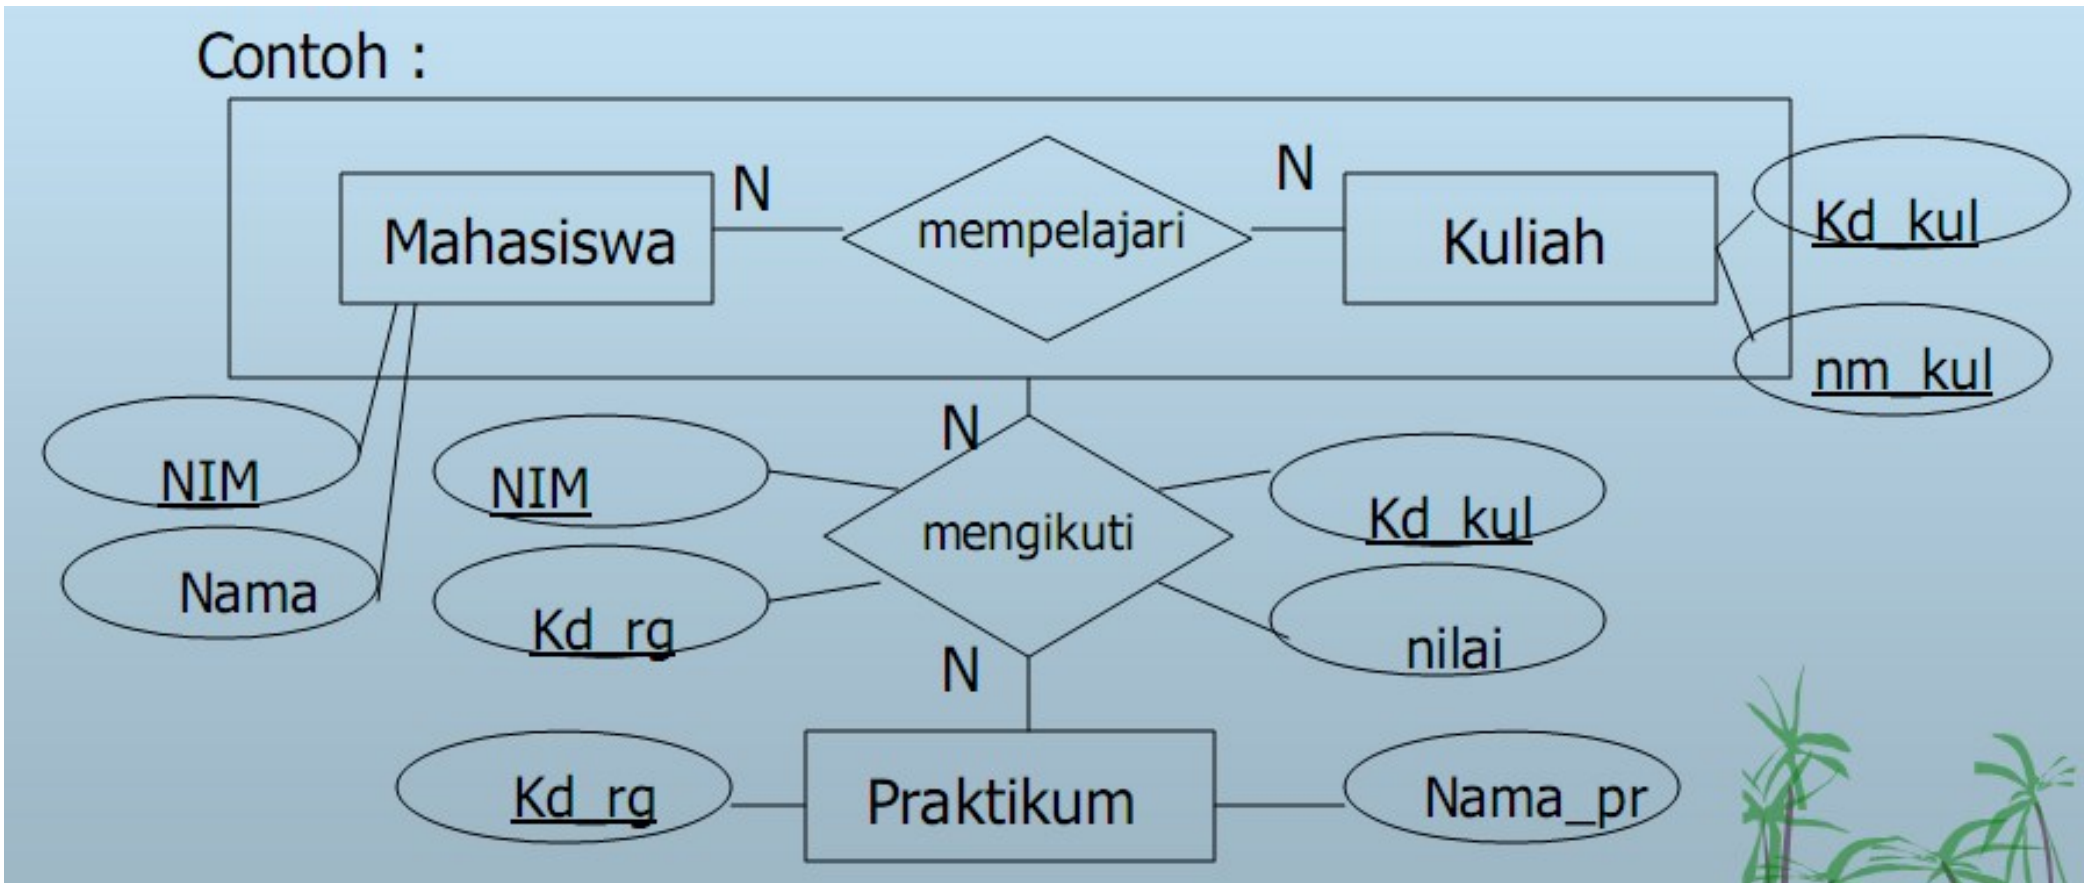 Contoh :
Mahasiswa
N
mempelajari
N
Kuliah
Kd_kul
nm_kul
NIM
Nama
N
NIM
Kd_rg
mengikuti
Kd_kul
nilai
N
Kd_rg
Praktikum
Nama_pr